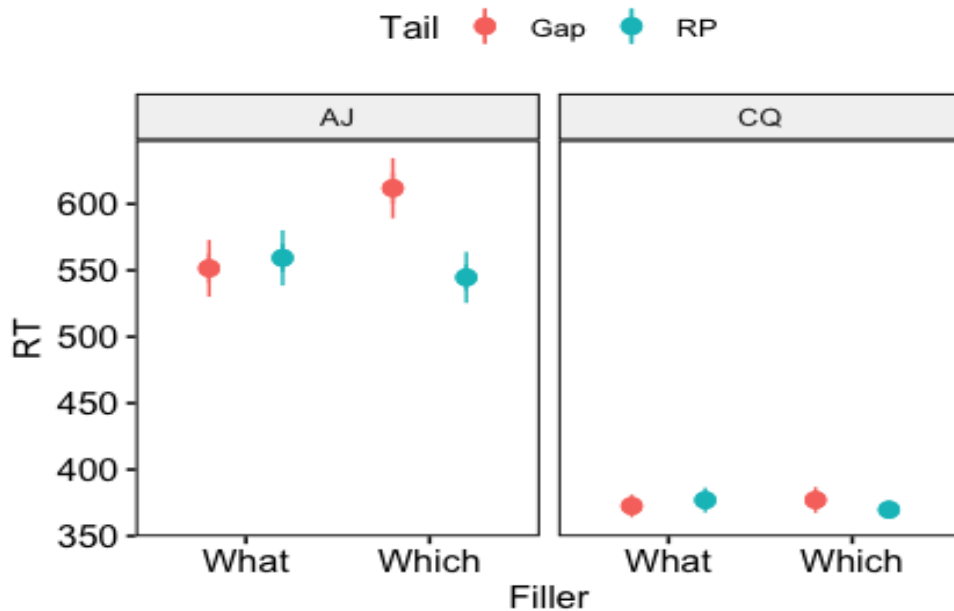 Tail Gap RP
AJ CQ
RT
600
550
500
450
400
350
What Which What Which
Filler